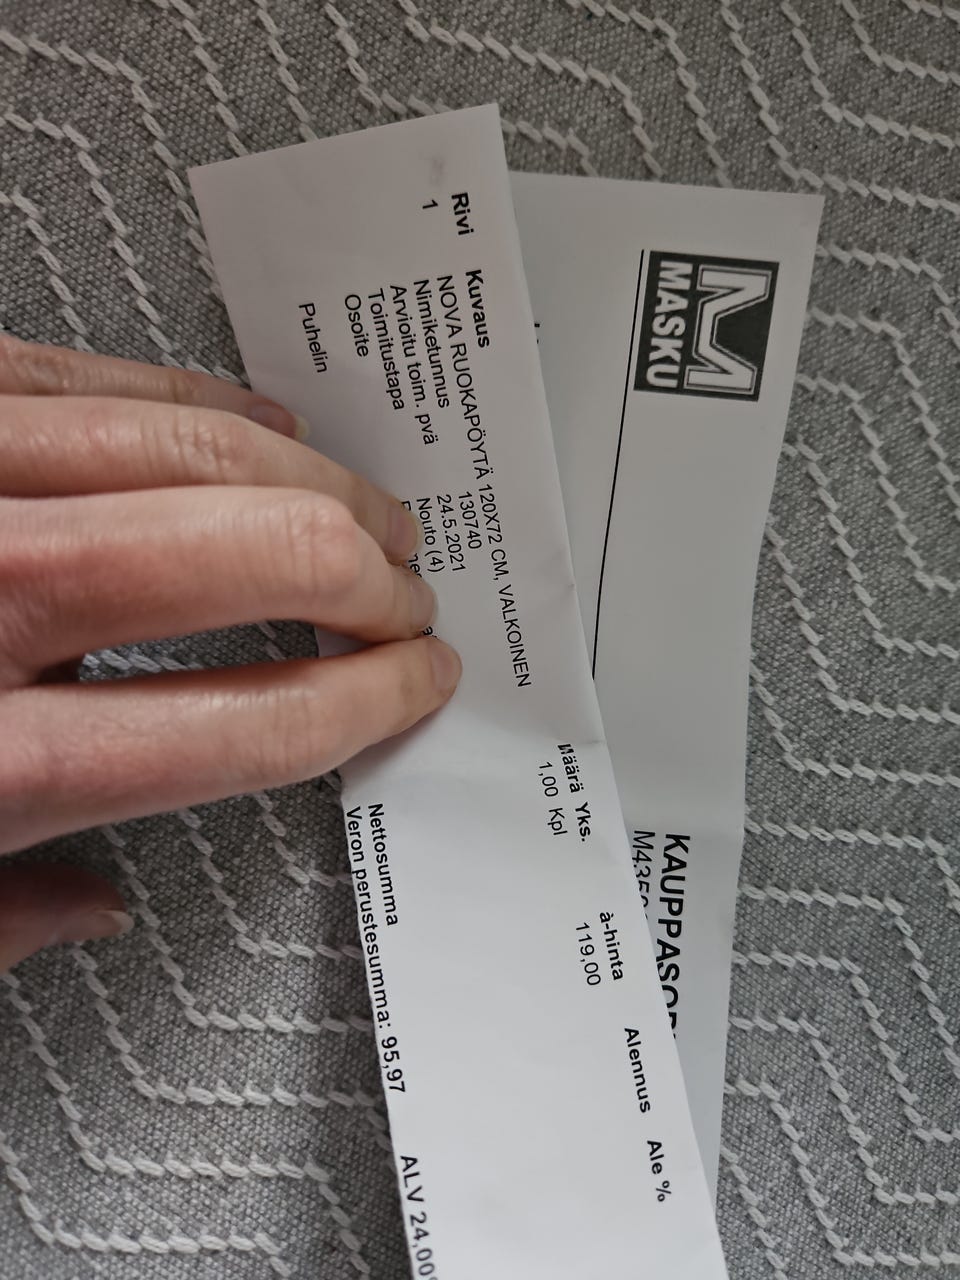 M
MASKU
KAUPPASOP
M4350
Rivi Kuvaus Määrä Yks. à-hinta Alennus Ale %
1 NOVA RUOKAPÖYTÄ 120X72 CM, VALKOINEN 1,00 Kpl 119,00
Nimiketunnus 130740
Arvioitu toim. pvä 24.5.2021
Toimitustapa Nouto (4)
Osoite
Puhelin
Nettosumma
Veron perustesumma: 95,97 ALV 24,00